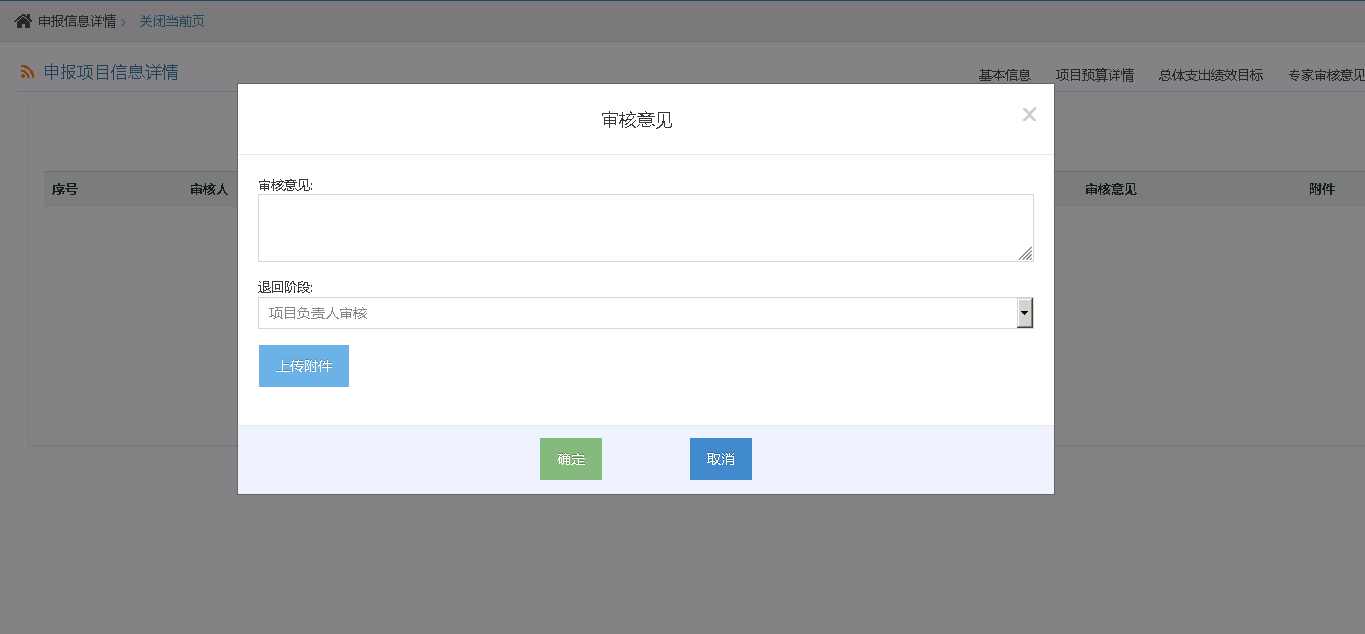 申报信息详情 关闭当前页
申报项目信息详情
基本信息 项目预算详情 总体支出绩效目标 专家审核意见
审核意见
序号 审核人 审核意见 附件
审核意见:
退回阶段:
项目负责人审核
上传附件
确定 取消